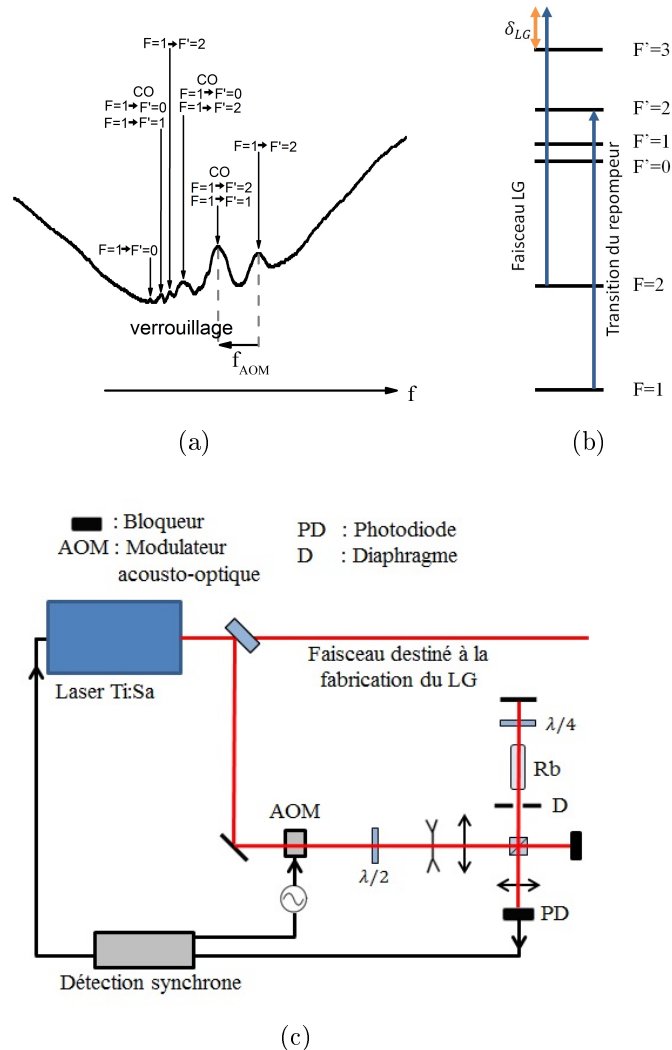 F=1→F'=2
CO
F=1→F'=0
F=1→F'=1
CO
F=1→F'=0
F=1→F'=2
F=1→F'=2
CO
F=1→F'=2
F=1→F'=1
F=1→F'=0
verrouillage
f_AOM
f
(a)
δ_LG
F'=3
F'=2
F'=1
F'=0
F=2
F=1
Faisceau LG
Transition du repompeur
(b)
: Bloqueur
AOM : Modulateur
acousto-optique
PD : Photodiode
D : Diaphragme
Laser Ti:Sa
Faisceau destiné à la
fabrication du LG
λ/4
Rb
D
AOM
λ/2
PD
Détection synchrone
(c)